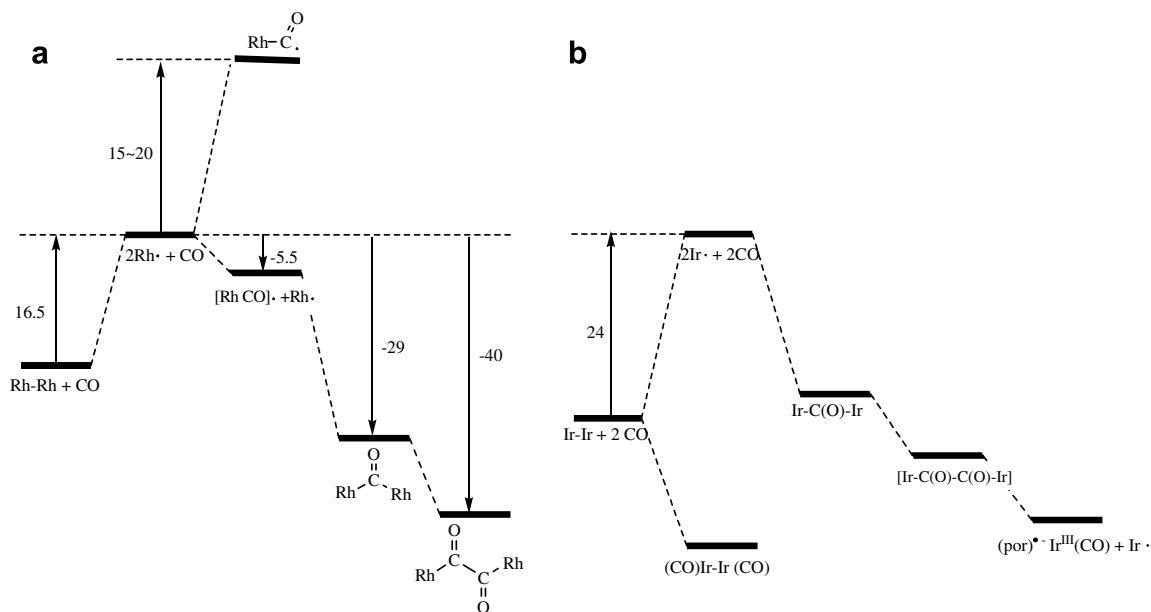 a
O
Rh-C
.
15~20
2Rh· + CO
-5.5
[Rh CO]· +Rh·
16.5
Rh-Rh + CO
-29
-40
O
C
Rh Rh
O
C Rh
Rh C
O
b
2Ir· + 2CO
24
Ir-C(O)-Ir
Ir-Ir + 2 CO
[Ir-C(O)-C(O)-Ir]
(por)•- Ir^III(CO) + Ir ·
(CO)Ir-Ir (CO)